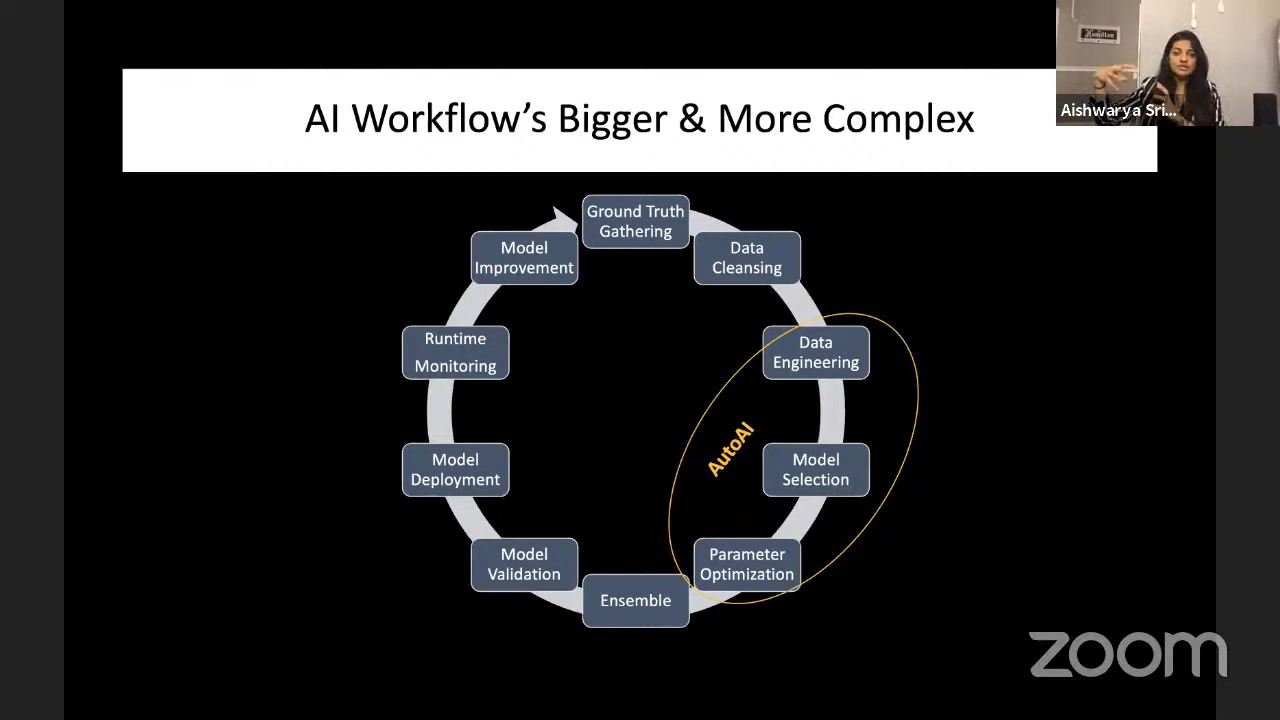 AI Workflow's Bigger & More Complex
Aishwarya Sri...
Hamilton
Ground Truth
Gathering
Data
Cleansing
Data
Engineering
Model
Selection
Parameter
Optimization
Ensemble
Model
Validation
Model
Deployment
Runtime
Monitoring
Model
Improvement
AutoAI
zoom